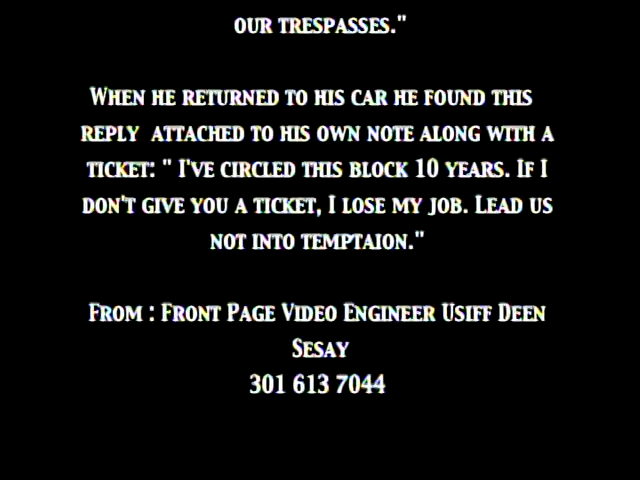 OUR TRESPASSES."
WHEN HE RETURNED TO HIS CAR HE FOUND THIS
REPLY ATTACHED TO HIS OWN NOTE ALONG WITH A
TICKET: " I'VE CIRCLED THIS BLOCK 10 YEARS. IF I
DON'T GIVE YOU A TICKET, I LOSE MY JOB. LEAD US
NOT INTO TEMPTAION."
FROM : FRONT PAGE VIDEO ENGINEER USIFF DEEN
SESAY
301 613 7044